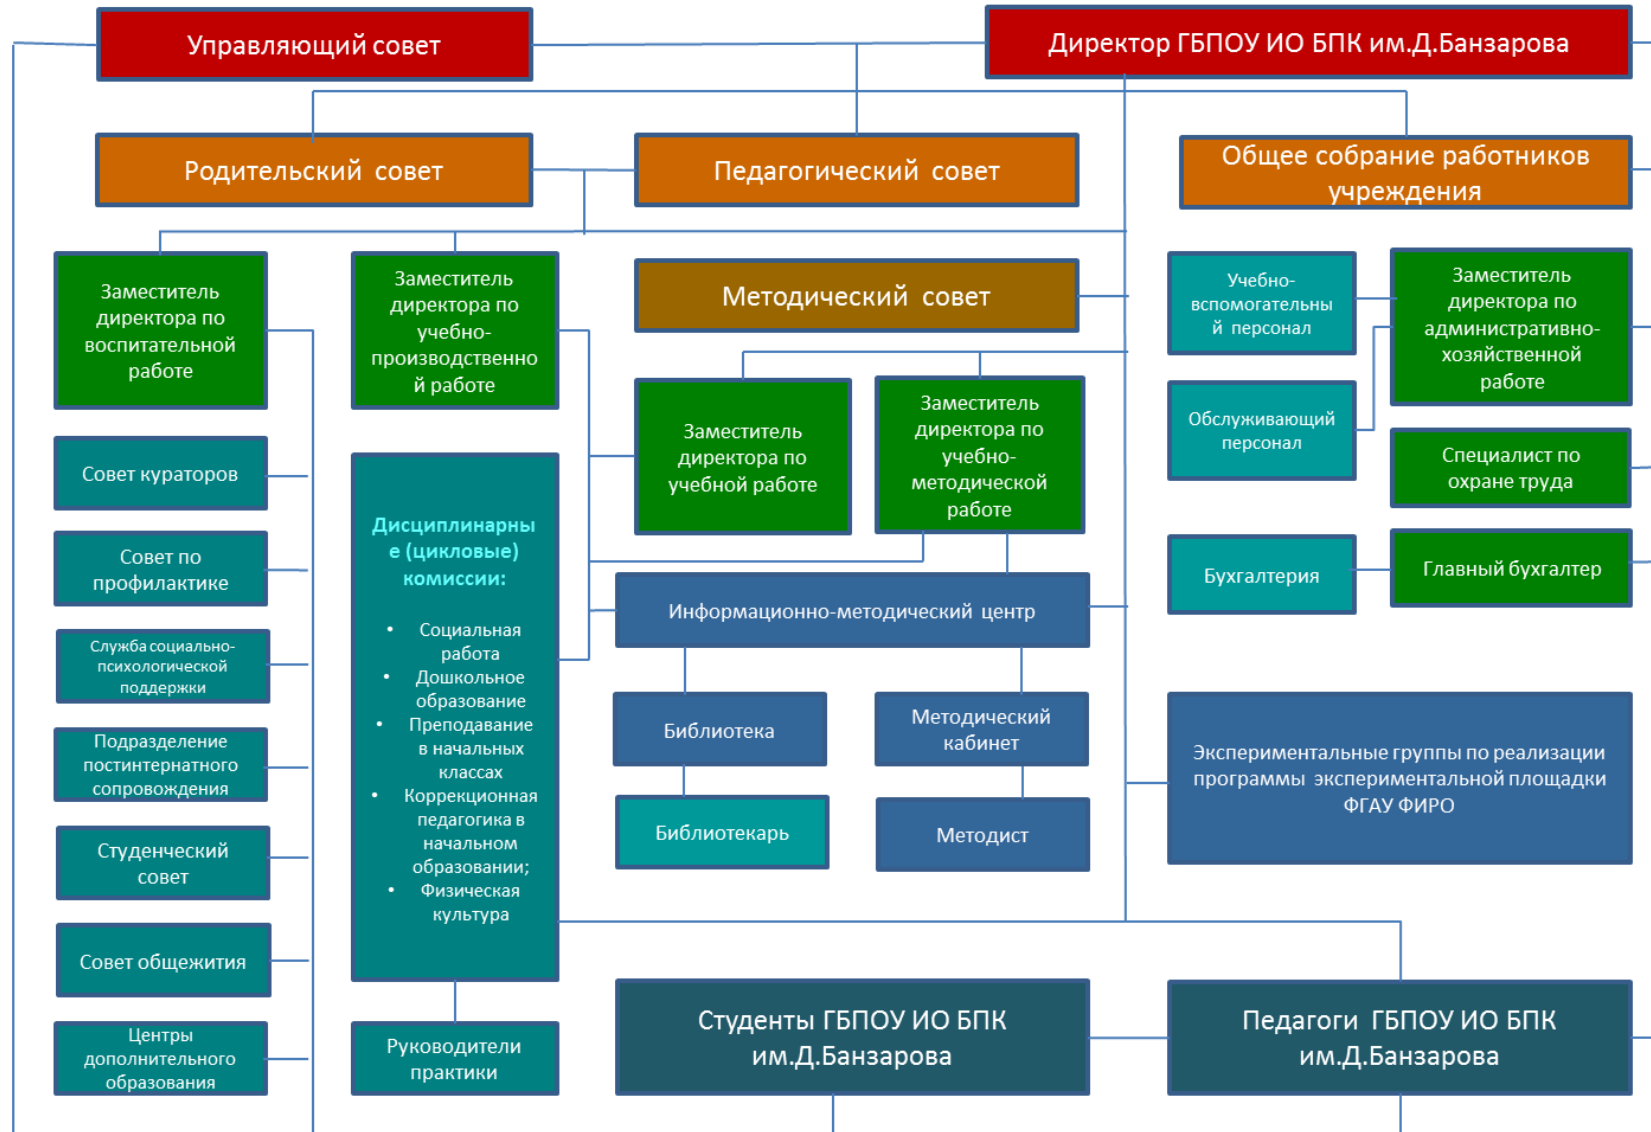 Управляющий совет
Директор ГБПОУ ИО БПК им.Д.Банзарова
Родительский совет
Педагогический совет
Общее собрание работников
учреждения
Заместитель
директора по
воспитательной
работе
Заместитель
директора по
учебно-
производственно
й работе
Методический совет
Учебно-
вспомогательны
й персонал
Заместитель
директора по
административно-
хозяйственной
работе
Заместитель
директора по
учебной работе
Заместитель
директора по
учебно-
методической
работе
Обслуживающий
персонал
Специалист по
охране труда
Совет кураторов
Совет по
профилактике
Служба социально-
психологической
поддержки
Подразделение
постинтернатного
сопровождения
Студенческий
совет
Совет общежития
Центры
дополнительного
образования
Дисциплинарны
е (цикловые)
комиссии:
• Социальная
работа
• Дошкольное
образование
• Преподавание
в начальных
классах
• Коррекционная
педагогика в
начальном
образовании;
• Физическая
культура
Руководители
практики
Информационно-методический центр
Библиотека
Методический
кабинет
Библиотекарь
Методист
Бухгалтерия
Главный бухгалтер
Экспериментальные группы по реализации
программы экспериментальной площадки
ФГАУ ФИРО
Студенты ГБПОУ ИО БПК
им.Д.Банзарова
Педагоги ГБПОУ ИО БПК
им.Д.Банзарова